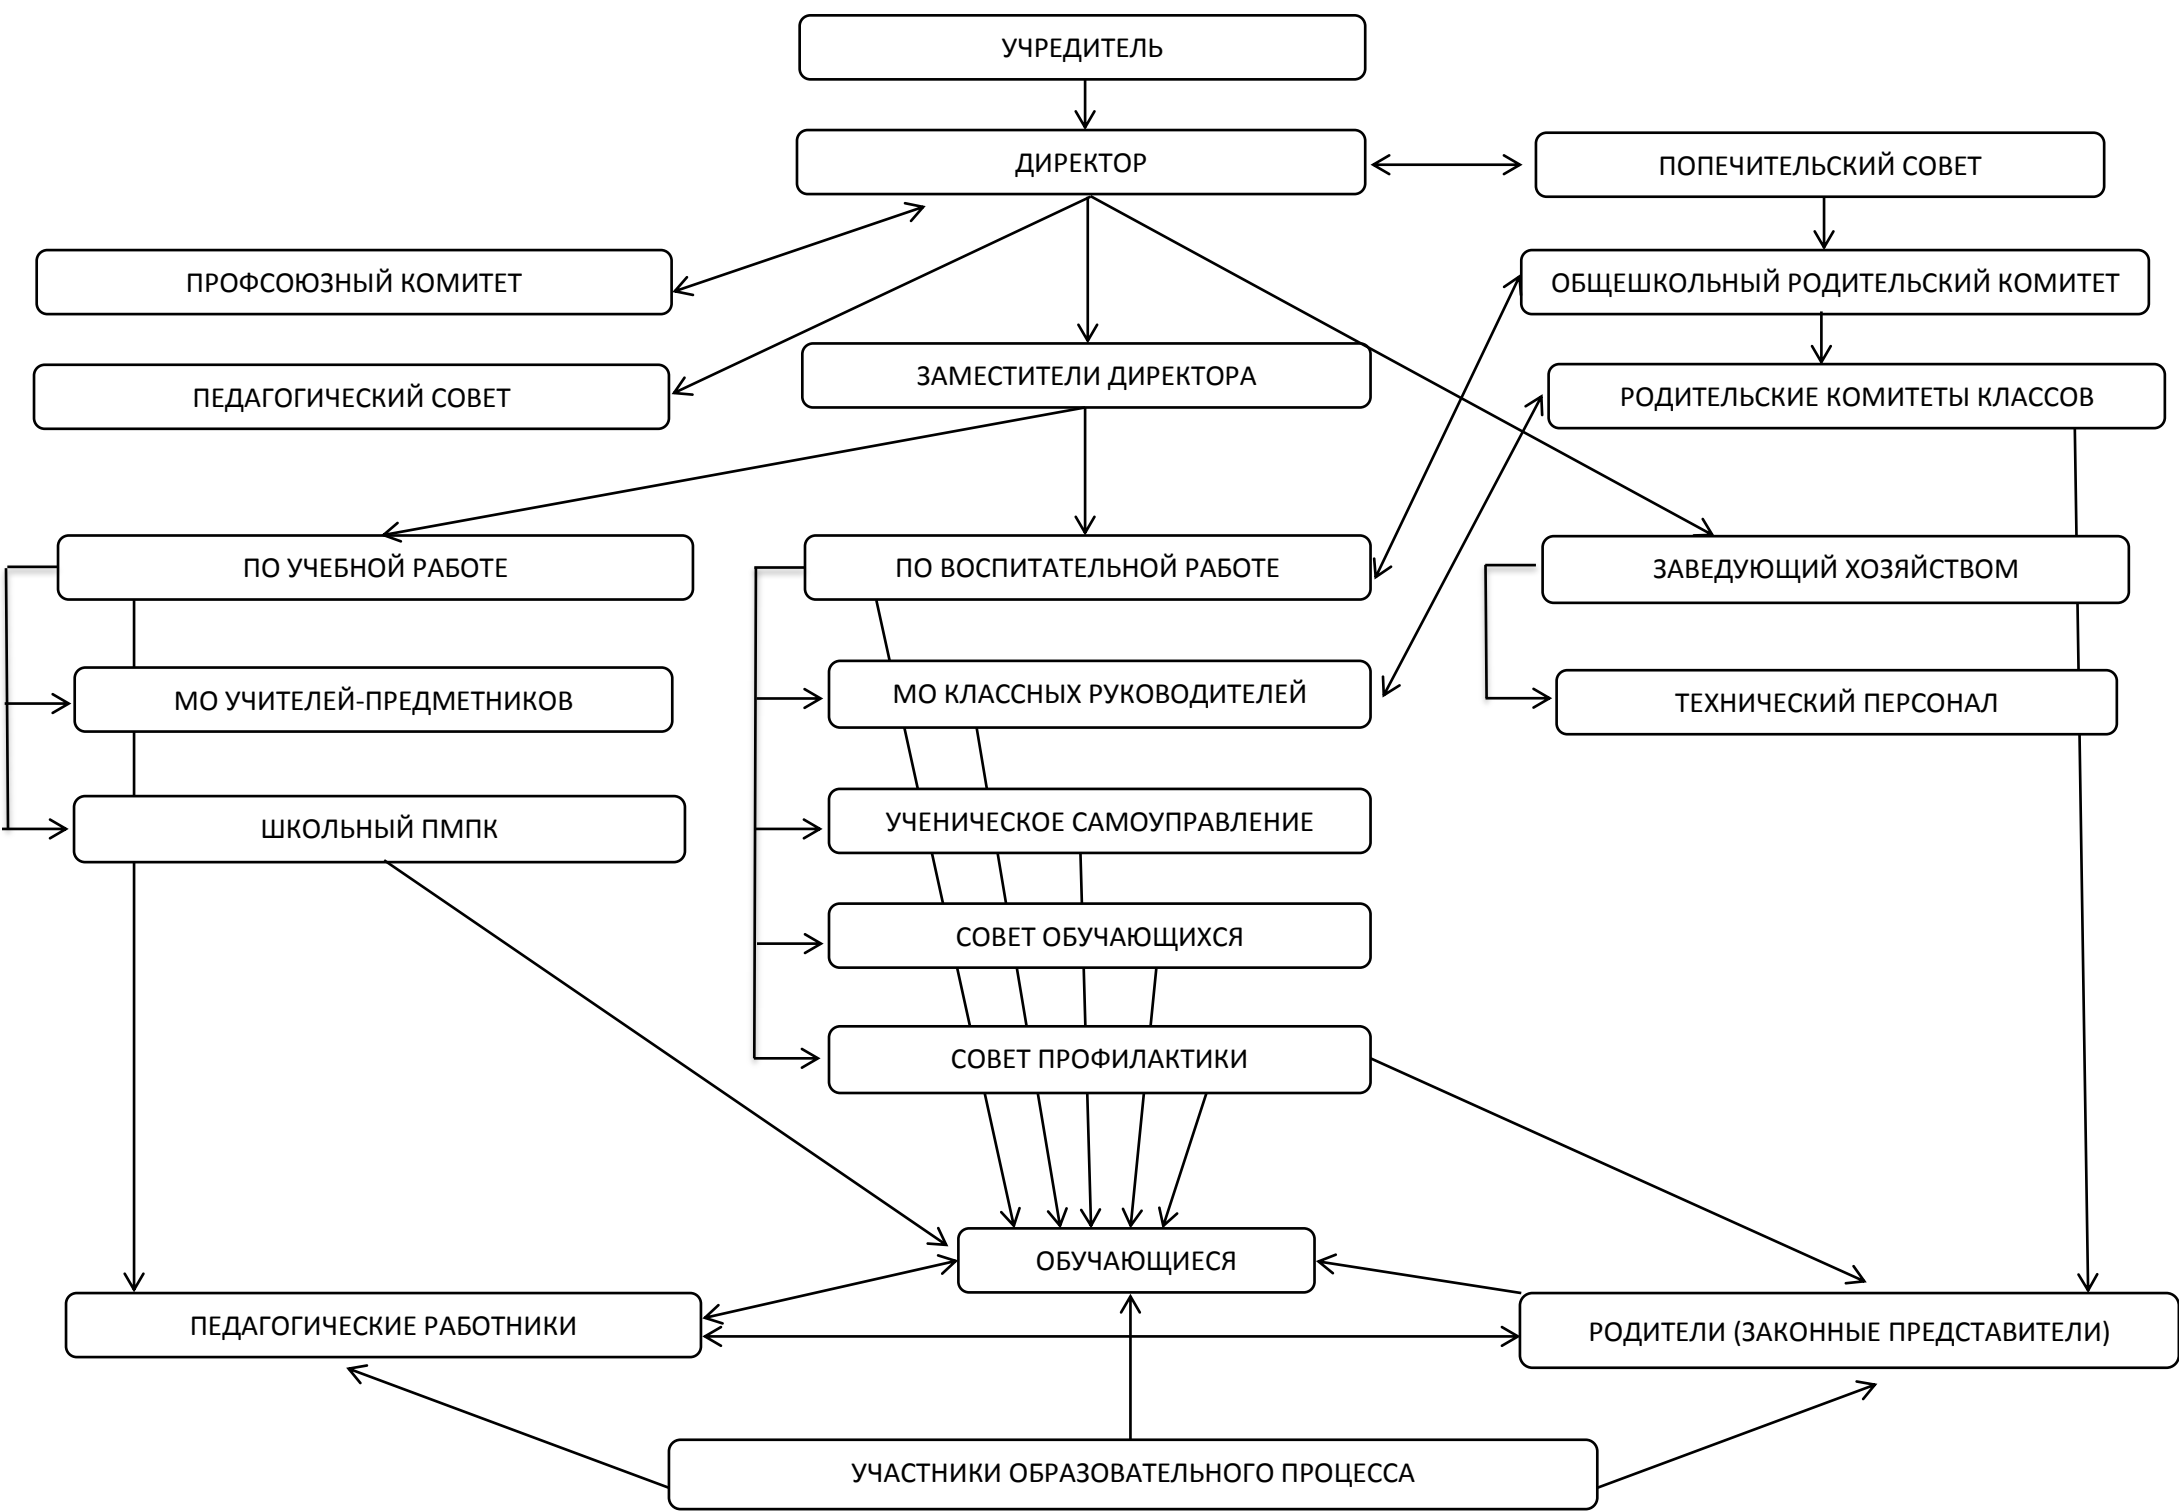 УЧРЕДИТЕЛЬ
ДИРЕКТОР
ПОПЕЧИТЕЛЬСКИЙ СОВЕТ
ПРОФСОЮЗНЫЙ КОМИТЕТ
ОБЩЕШКОЛЬНЫЙ РОДИТЕЛЬСКИЙ КОМИТЕТ
ПЕДАГОГИЧЕСКИЙ СОВЕТ
ЗАМЕСТИТЕЛИ ДИРЕКТОРА
РОДИТЕЛЬСКИЕ КОМИТЕТЫ КЛАССОВ
ПО УЧЕБНОЙ РАБОТЕ
ПО ВОСПИТАТЕЛЬНОЙ РАБОТЕ
ЗАВЕДУЮЩИЙ ХОЗЯЙСТВОМ
МО УЧИТЕЛЕЙ-ПРЕДМЕТНИКОВ
МО КЛАССНЫХ РУКОВОДИТЕЛЕЙ
ТЕХНИЧЕСКИЙ ПЕРСОНАЛ
ШКОЛЬНЫЙ ПМПК
УЧЕНИЧЕСКОЕ САМОУПРАВЛЕНИЕ
СОВЕТ ОБУЧАЮЩИХСЯ
СОВЕТ ПРОФИЛАКТИКИ
ОБУЧАЮЩИЕСЯ
ПЕДАГОГИЧЕСКИЕ РАБОТНИКИ
РОДИТЕЛИ (ЗАКОННЫЕ ПРЕДСТАВИТЕЛИ)
УЧАСТНИКИ ОБРАЗОВАТЕЛЬНОГО ПРОЦЕССА